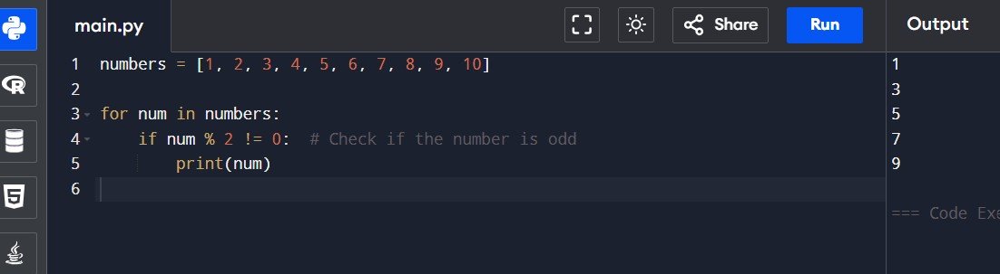 main.py Share Run Output
1 numbers = [1, 2, 3, 4, 5, 6, 7, 8, 9, 10]
2
3 for num in numbers:
4     if num % 2 != 0:  # Check if the number is odd
5         print(num)
6
1
3
5
7
9
=== Code Exe
R
5